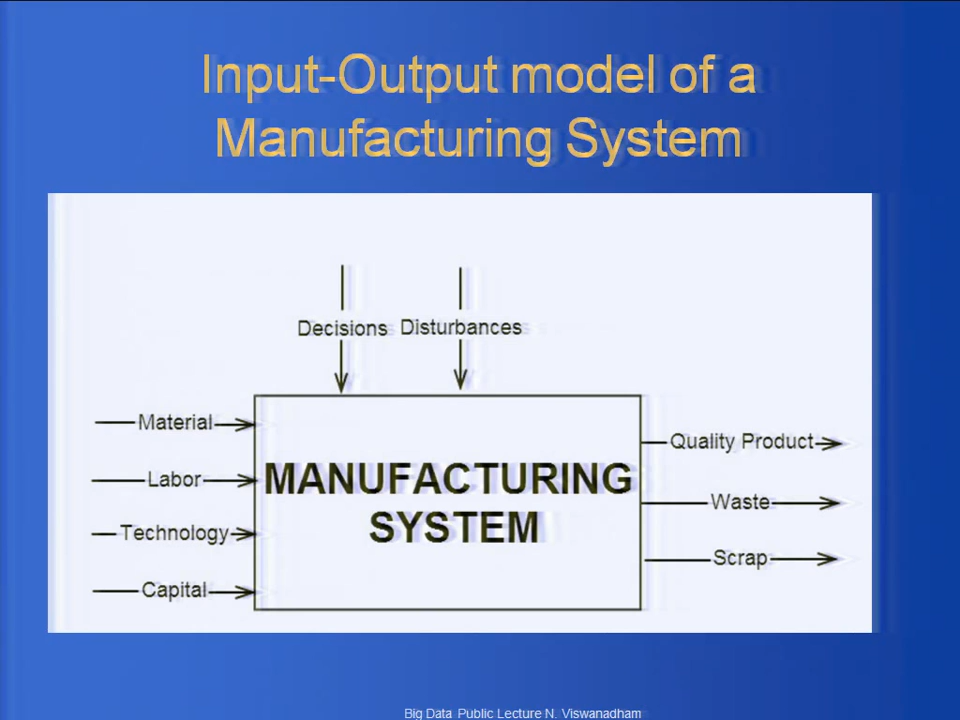 Input-Output model of a
Manufacturing System
Decisions Disturbances
Material
Labor
Technology
Capital
MANUFACTURING
SYSTEM
Quality Product
Waste
Scrap
Big Data Public Lecture N. Viswanadham